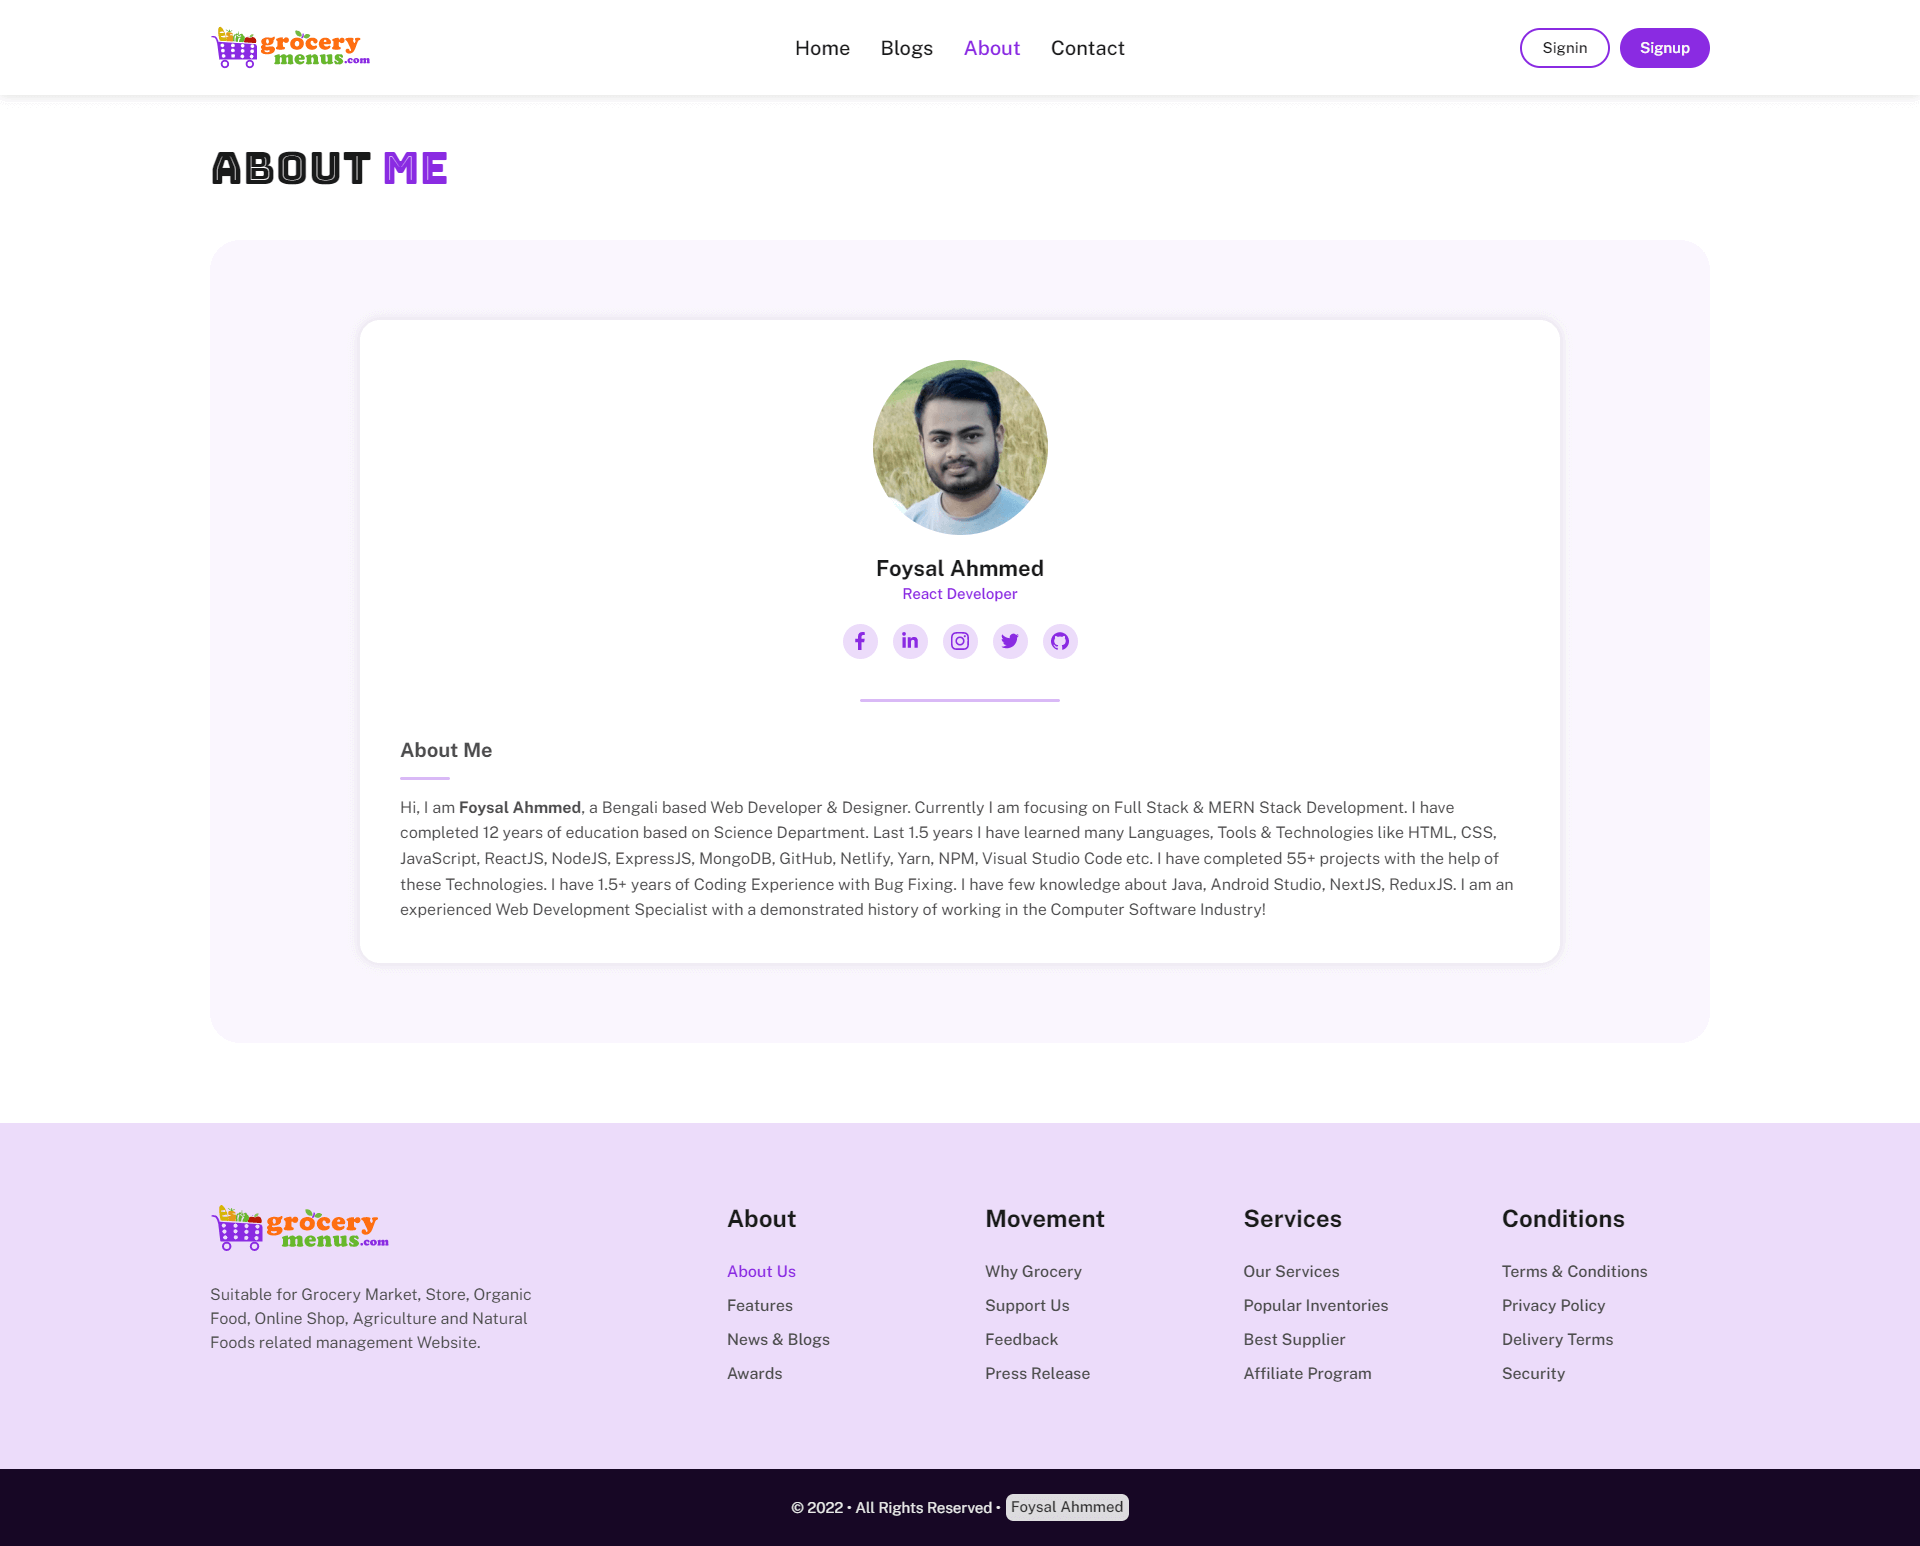 grocery
menus.com
Home Blogs About Contact
Signin Signup
ABOUT ME
Foysal Ahmmed
React Developer
About Me
Hi, I am Foysal Ahmmed, a Bengali based Web Developer & Designer. Currently I am focusing on Full Stack & MERN Stack Development. I have
completed 12 years of education based on Science Department. Last 1.5 years I have learned many Languages, Tools & Technologies like HTML, CSS,
JavaScript, ReactJS, NodeJS, ExpressJS, MongoDB, GitHub, Netlify, Yarn, NPM, Visual Studio Code etc. I have completed 55+ projects with the help of
these Technologies. I have 1.5+ years of Coding Experience with Bug Fixing. I have few knowledge about Java, Android Studio, NextJS, ReduxJS. I am an
experienced Web Development Specialist with a demonstrated history of working in the Computer Software Industry!
grocery
menus.com
Suitable for Grocery Market, Store, Organic
Food, Online Shop, Agriculture and Natural
Foods related management Website.
About
About Us
Features
News & Blogs
Awards
Movement
Why Grocery
Support Us
Feedback
Press Release
Services
Our Services
Popular Inventories
Best Supplier
Affiliate Program
Conditions
Terms & Conditions
Privacy Policy
Delivery Terms
Security
© 2022 • All Rights Reserved • Foysal Ahmmed